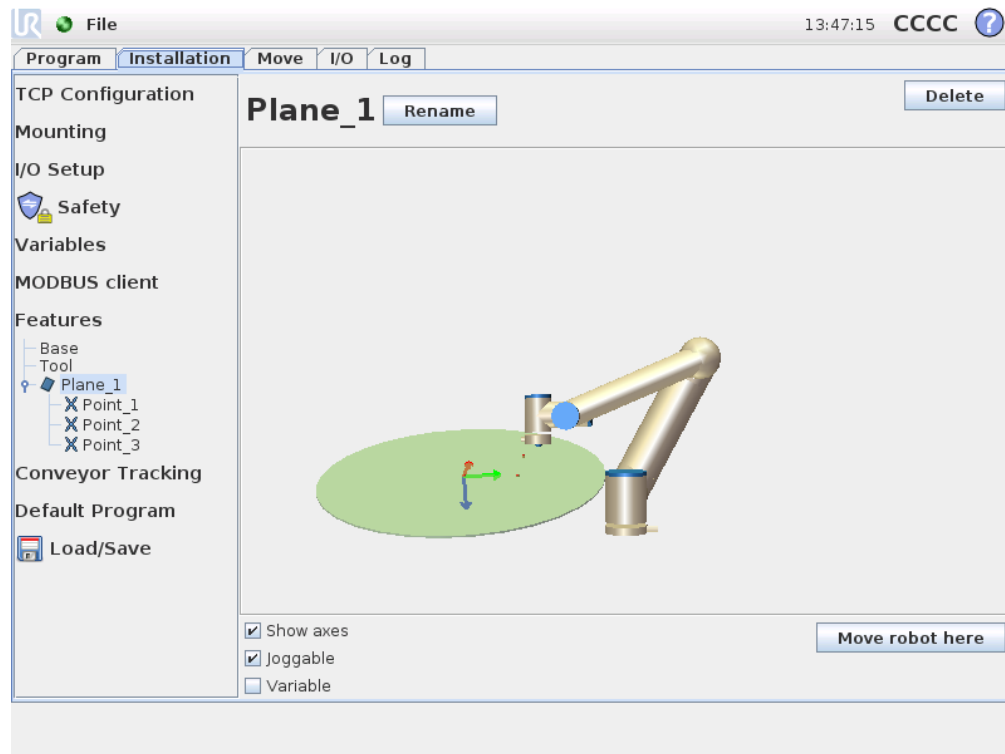 UR File 13:47:15 CCCC ?
Program Installation Move I/O Log
TCP Configuration
Mounting
I/O Setup
Safety
Variables
MODBUS client
Features
Base
Tool
Plane_1
Point_1
Point_2
Point_3
Conveyor Tracking
Default Program
Load/Save
Plane_1 Rename Delete
Show axes
Joggable
Variable
Move robot here